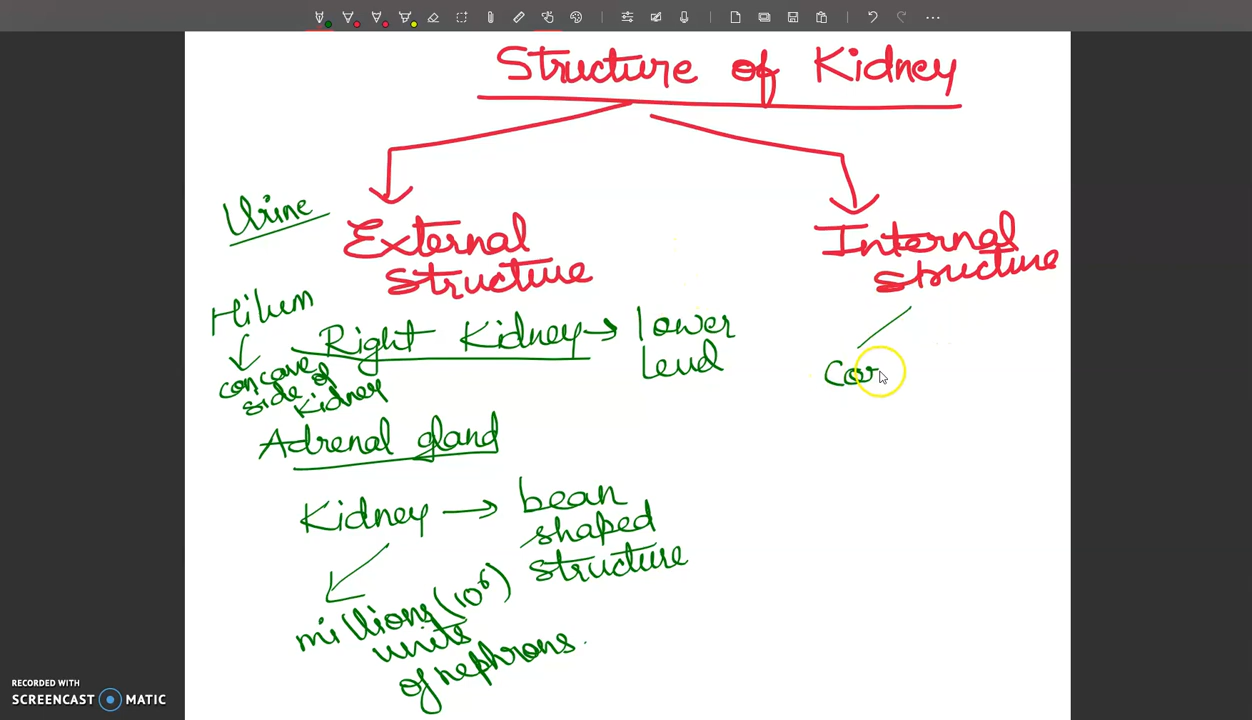 Structure of Kidney
Urine
External
structure
Internal
structure
Hilum
concave
side of
kidney
Right Kidney → lower
leud
Cor
Adrenal gland
Kidney → bean
shaped
structure
millions (10⁶)
units
of nephrons.
RECORDED WITH
SCREENCAST MATIC